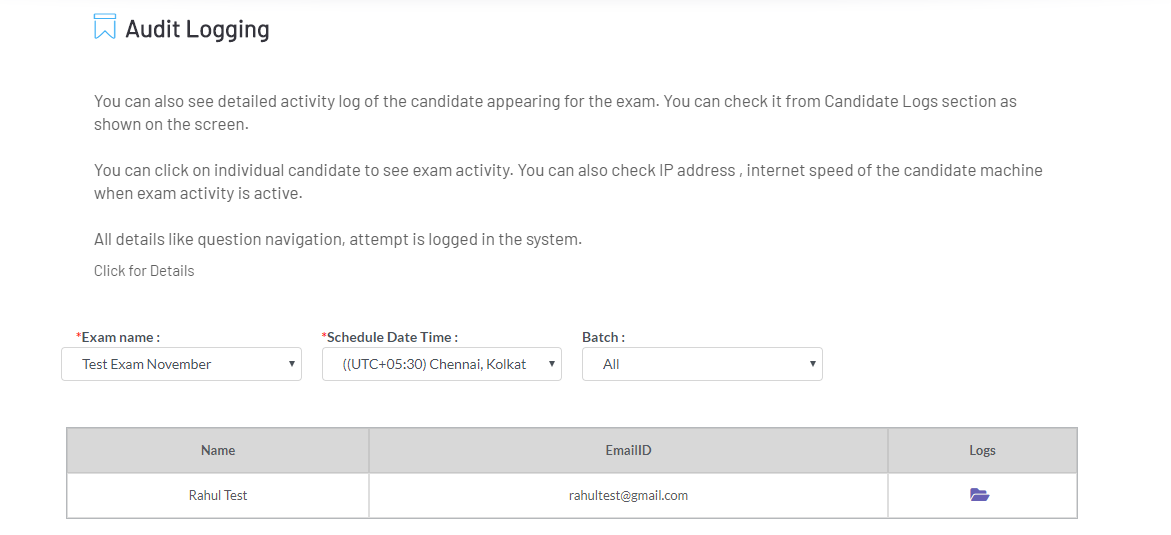 Audit Logging
You can also see detailed activity log of the candidate appearing for the exam. You can check it from Candidate Logs section as
shown on the screen.
You can click on individual candidate to see exam activity. You can also check IP address , internet speed of the candidate machine
when exam activity is active.
All details like question navigation, attempt is logged in the system.
Click for Details
*Exam name : *Schedule Date Time : Batch :
Test Exam November ((UTC+05:30) Chennai, Kolkat All
Name EmailID Logs
Rahul Test rahultest@gmail.com